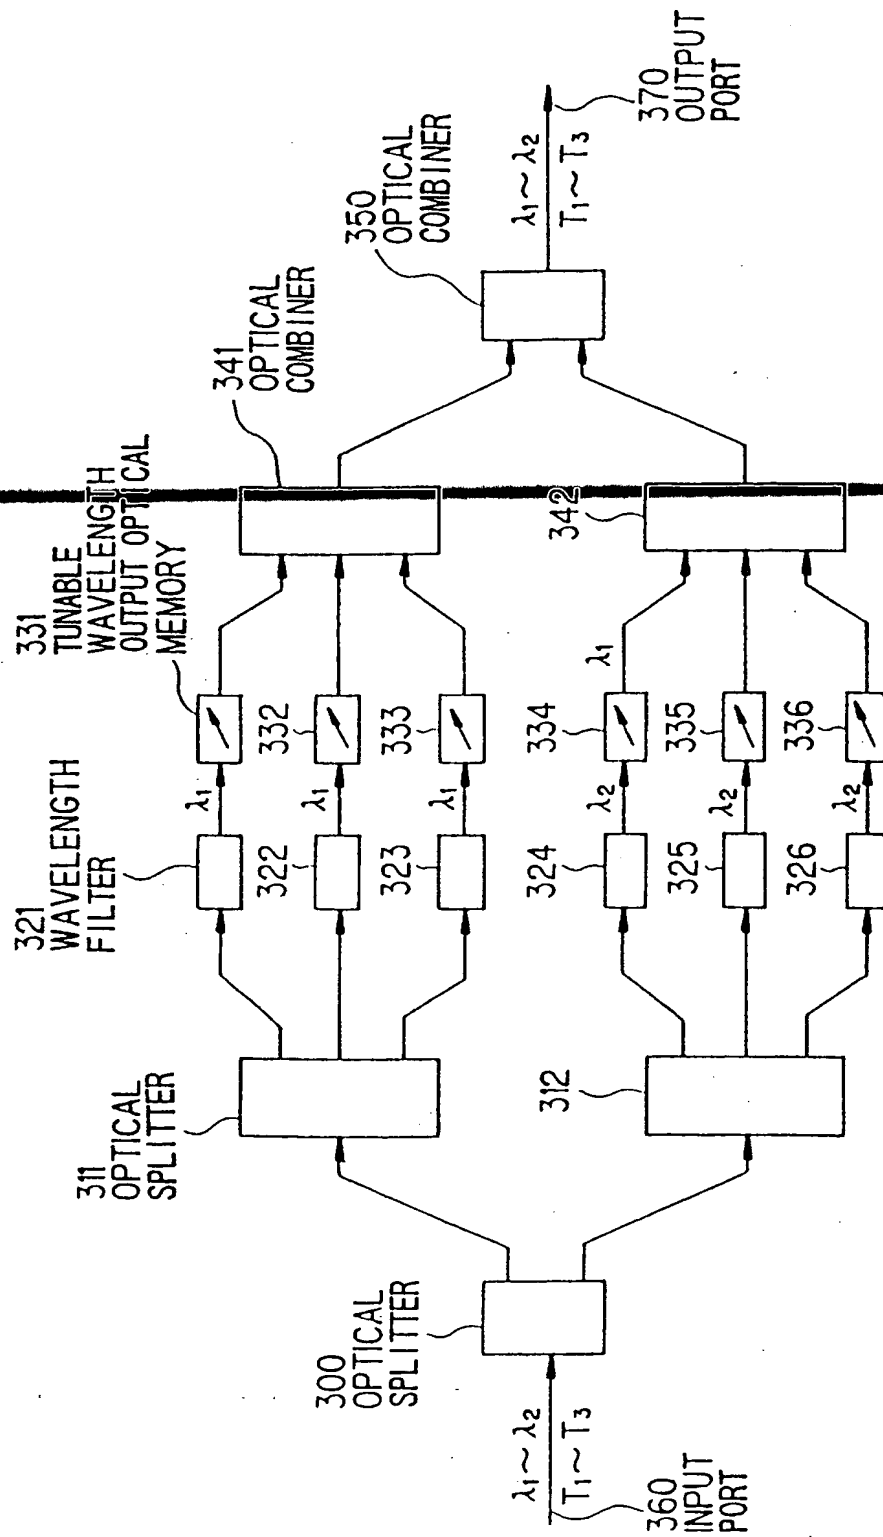 360
INPUT
PORT
λ₁~λ₂
T₁~T₃
300
OPTICAL
SPLITTER
311
OPTICAL
SPLITTER
312
321
WAVELENGTH
FILTER
322
323
324
325
326
λ₁
λ₁
λ₁
λ₂
λ₂
λ₂
331
TUNABLE
WAVELENGTH
OUTPUT OPTICAL
MEMORY
332
333
334
335
336
λ₁
341
OPTICAL
COMBINER
342
350
OPTICAL
COMBINER
λ₁~λ₂
T₁~T₃
370
OUTPUT
PORT